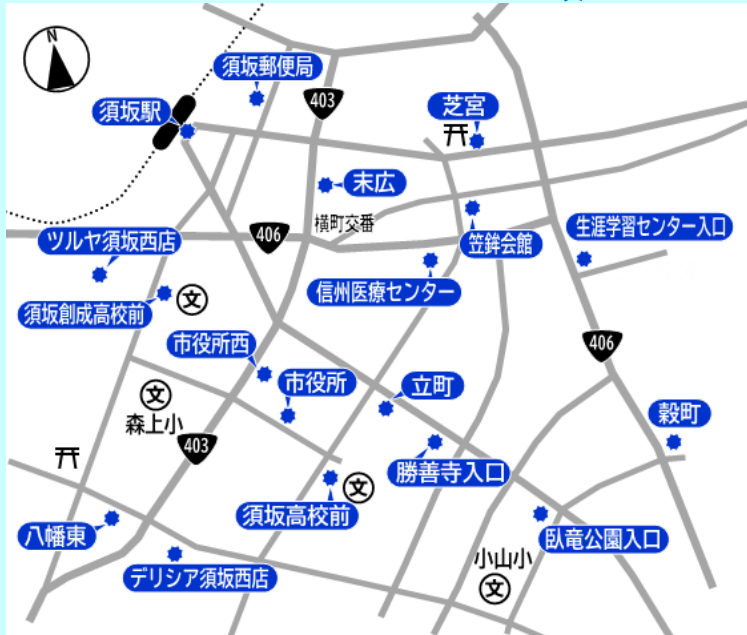 N
須坂郵便局
403
須坂駅
芝宮
末広
横町交番
406
笠鉾会館
生涯学習センター入口
ツルヤ須坂西店
信州医療センター
須坂創成高校前
文
市役所西
406
市役所
立町
文
森上小
穀町
403
勝善寺入口
文
須坂高校前
八幡東
臥竜公園入口
小山小
デリシア須坂西店
文